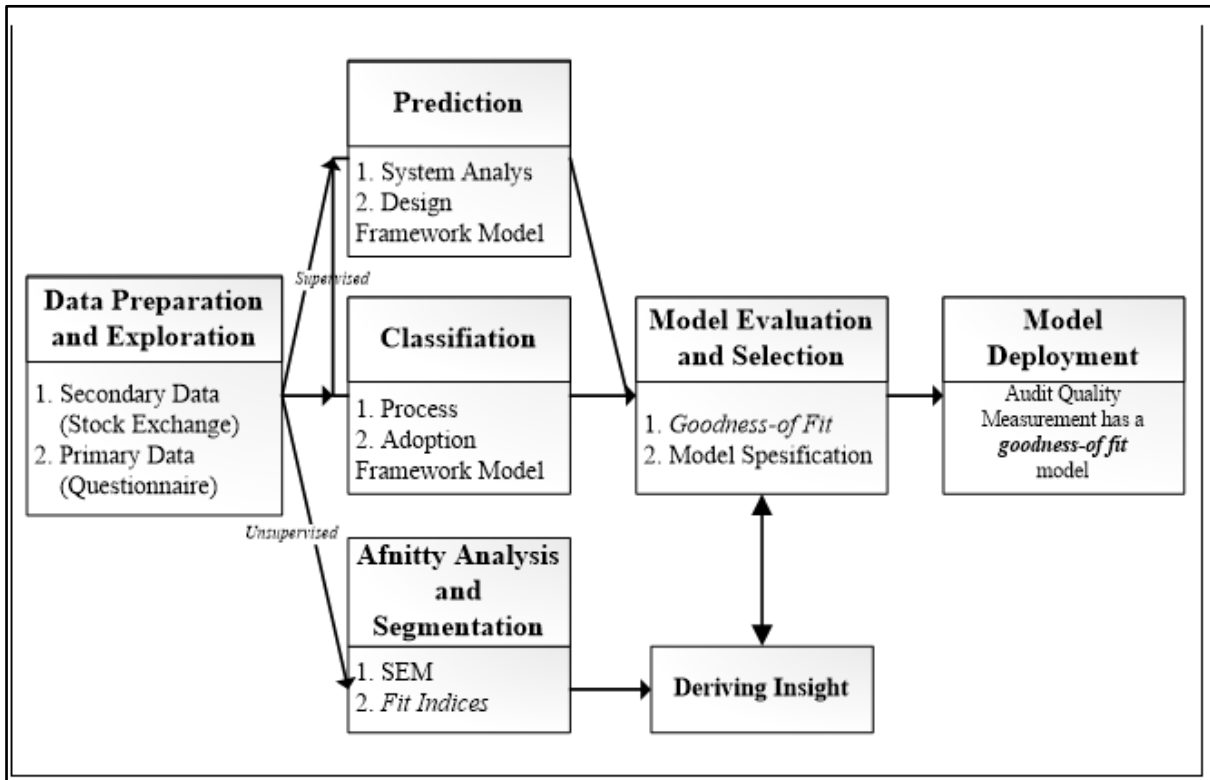 Prediction
1. System Analys
2. Design
Framework Model
Supervised
Data Preparation
and Exploration
1. Secondary Data
(Stock Exchange)
2. Primary Data
(Questionnaire)
Classifiation
1. Process
2. Adoption
Framework Model
Model Evaluation
and Selection
1. Goodness-of Fit
2. Model Spesification
Model
Deployment
Audit Quality
Measurement has a
goodness-of fit
model
Unsupervised
Afnitty Analysis
and
Segmentation
1. SEM
2. Fit Indices
Deriving Insight